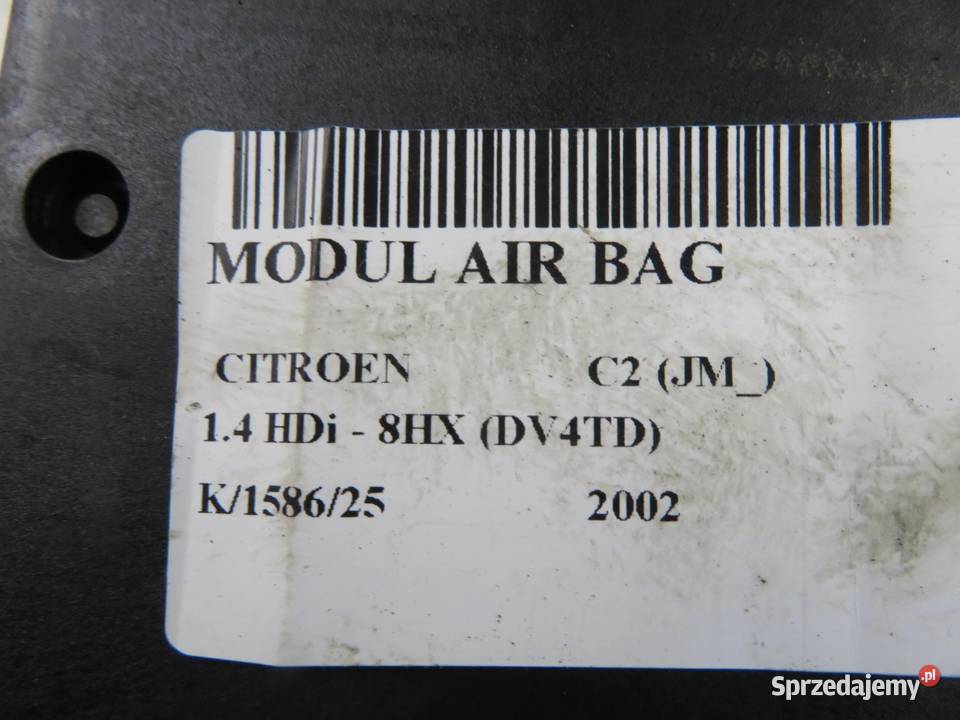 MODUL AIR BAG
CITROEN C2 (JM_)
1.4 HDi - 8HX (DV4TD)
K/1586/25 2002
Sprzedajemy.pl